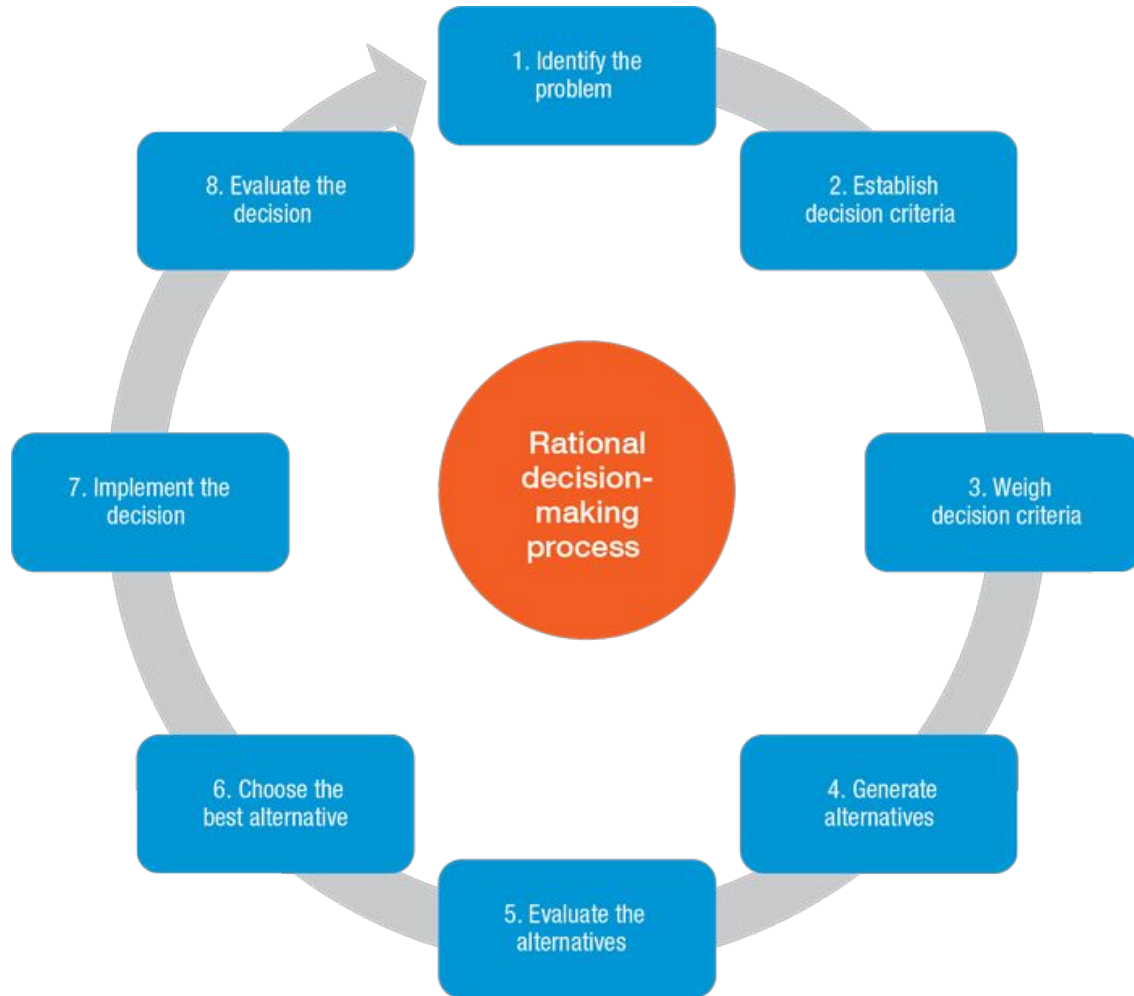 1. Identify the
problem
2. Establish
decision criteria
3. Weigh
decision criteria
4. Generate
alternatives
5. Evaluate the
alternatives
6. Choose the
best alternative
7. Implement the
decision
8. Evaluate the
decision
Rational
decision-
making
process